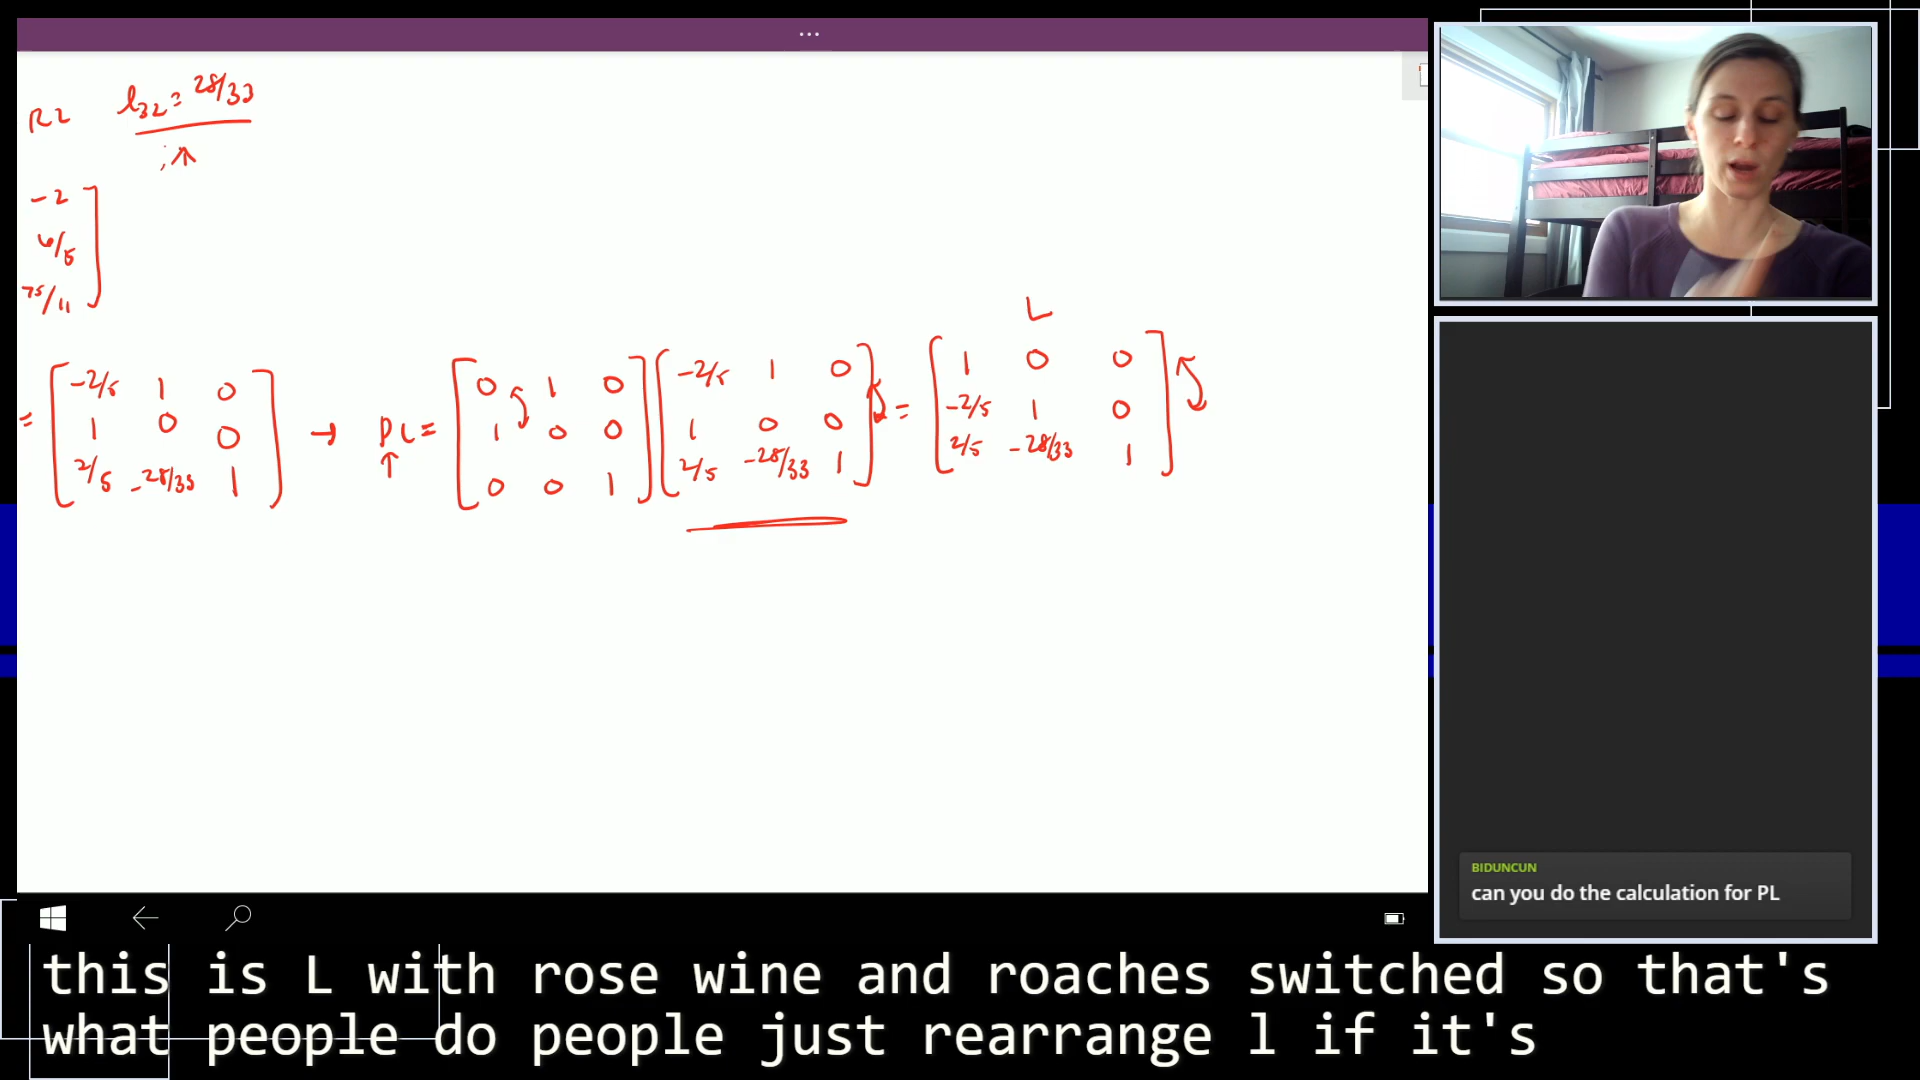 ...
R2 l32 = 28/33
-2
6/5
75/11
L
= [ -2/5 1 0 → PL = [ 0 1 0 [ -2/5 1 0 = [ 1 0 0
1 0 0 1 0 0 1 0 0 -2/5 1 0
2/5 -28/33 1 ] 0 0 1 ] 2/5 -28/33 1 ] 2/5 -28/33 1 ]
BIDUNCUN
can you do the calculation for PL
this is L with rose wine and roaches switched so that's
what people do people just rearrange l if it's